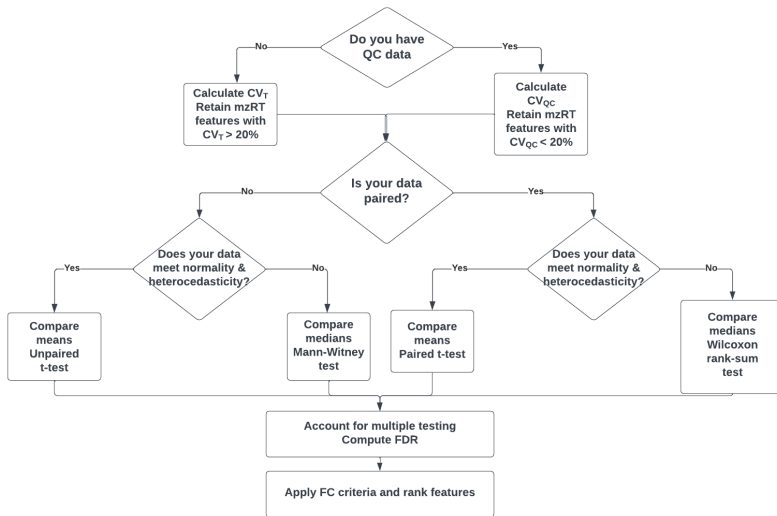 Do you have
QC data
No
Yes
Calculate CVT
Retain mzRT
features with
CVT > 20%
Calculate
CVQC
Retain mzRT
features with
CVQC < 20%
Is your data
paired?
No
Yes
Does your data
meet normality &
heterocedasticity?
Yes
No
Does your data
meet normality &
heterocedasticity?
Yes
No
Compare
means
Unpaired
t-test
Compare
medians
Mann-Witney
test
Compare
means
Paired t-test
Compare
medians
Wilcoxon
rank-sum
test
Account for multiple testing
Compute FDR
Apply FC criteria and rank features